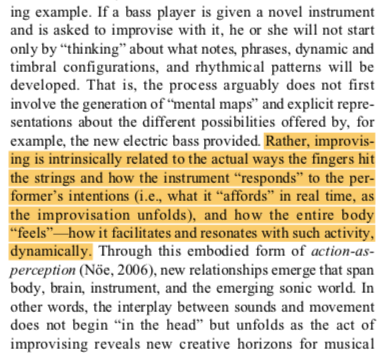 ing example. If a bass player is given a novel instrument
and is asked to improvise with it, he or she will not start
only by “thinking” about what notes, phrases, dynamic and
timbral configurations, and rhythmical patterns will be
developed. That is, the process arguably does not first
involve the generation of “mental maps” and explicit repre-
sentations about the different possibilities offered by, for
example, the new electric bass provided. Rather, improvis-
ing is intrinsically related to the actual ways the fingers hit
the strings and how the instrument “responds” to the per-
former’s intentions (i.e., what it “affords” in real time, as
the improvisation unfolds), and how the entire body
“feels”—how it facilitates and resonates with such activity,
dynamically. Through this embodied form of action-as-
perception (Nöe, 2006), new relationships emerge that span
body, brain, instrument, and the emerging sonic world. In
other words, the interplay between sounds and movement
does not begin “in the head” but unfolds as the act of
improvising reveals new creative horizons for musical